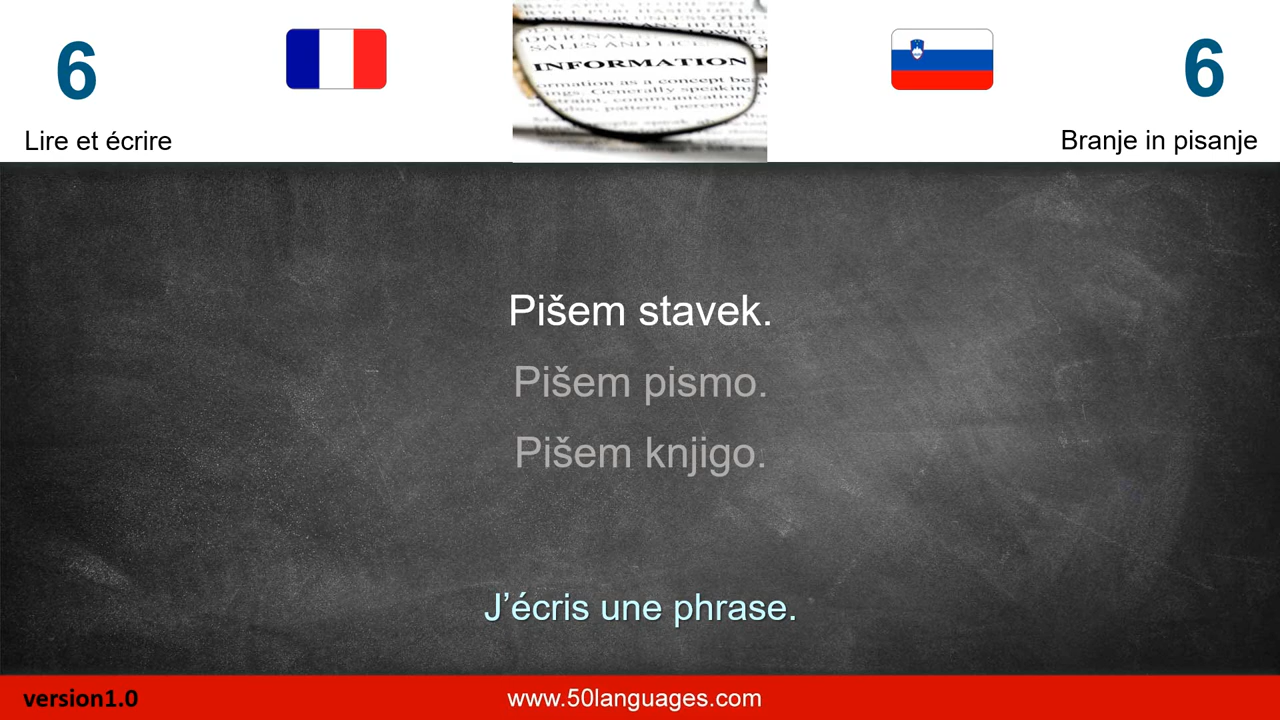 6
6
Lire et écrire
Branje in pisanje
INFORMATION
Pišem stavek.
Pišem pismo.
Pišem knjigo.
J’écris une phrase.
version1.0
www.50languages.com